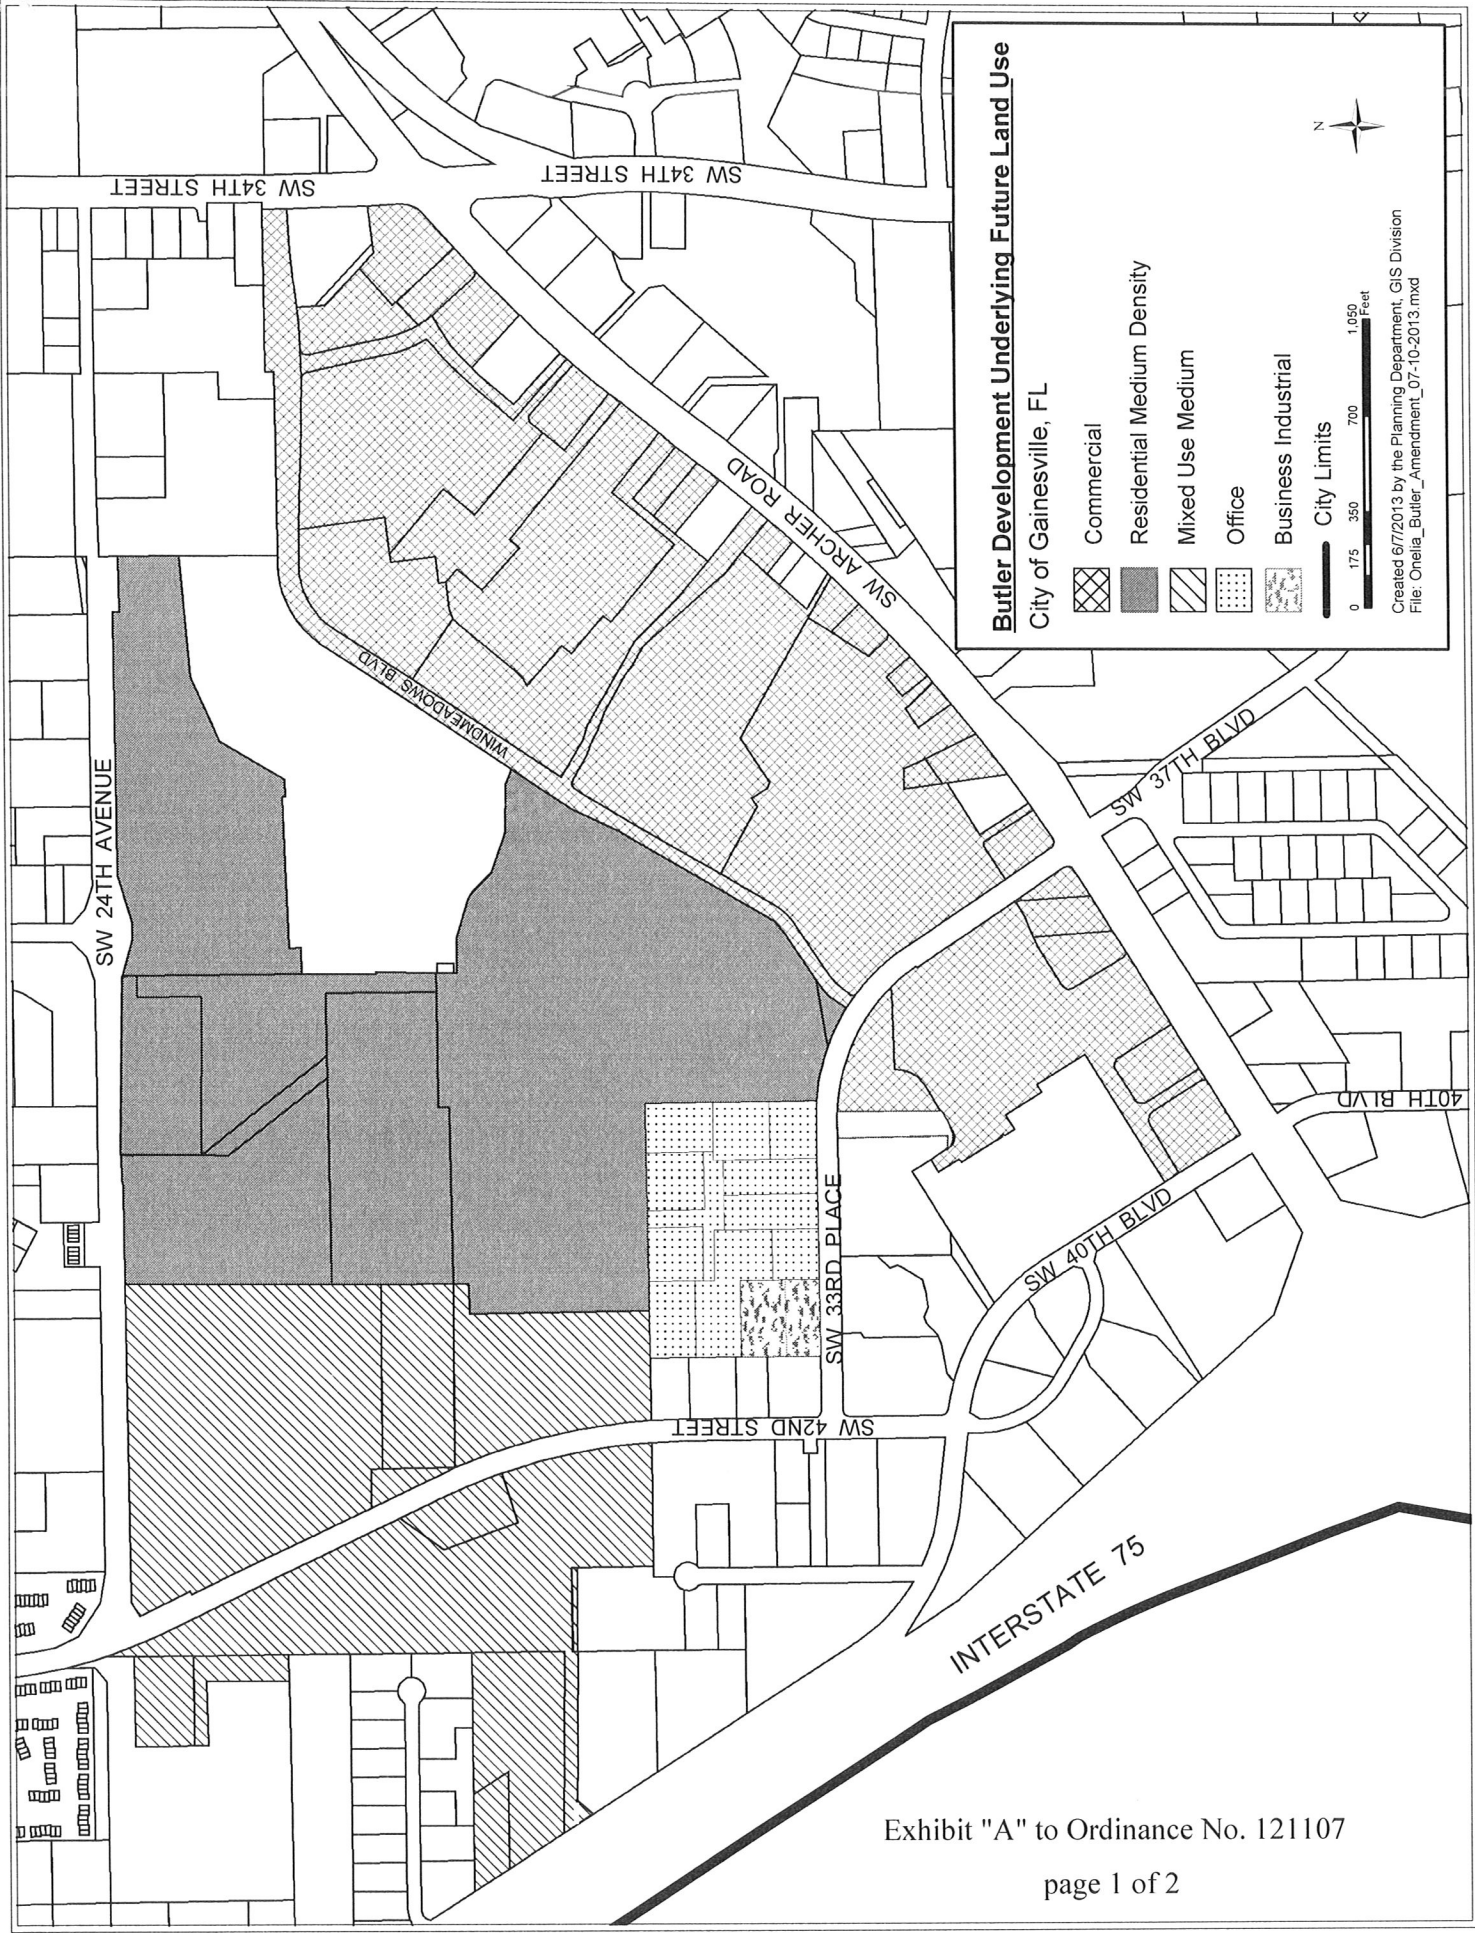 SW 34TH STREET
SW 34TH STREET
SW 24TH AVENUE
WINDMEADOWS BLVD
SW ARCHER ROAD
SW 37TH BLVD
40TH BLVD
SW 33RD PLACE
SW 40TH BLVD
SW 42ND STREET
INTERSTATE 75
Butler Development Underlying Future Land Use
City of Gainesville, FL
Commercial
Residential Medium Density
Mixed Use Medium
Office
Business Industrial
City Limits
0 175 350 700 1,050
Feet
N
Created 6/7/2013 by the Planning Department, GIS Division
File: Onelia_Butler_Amendment_07-10-2013.mxd
Exhibit "A" to Ordinance No. 121107
page 1 of 2